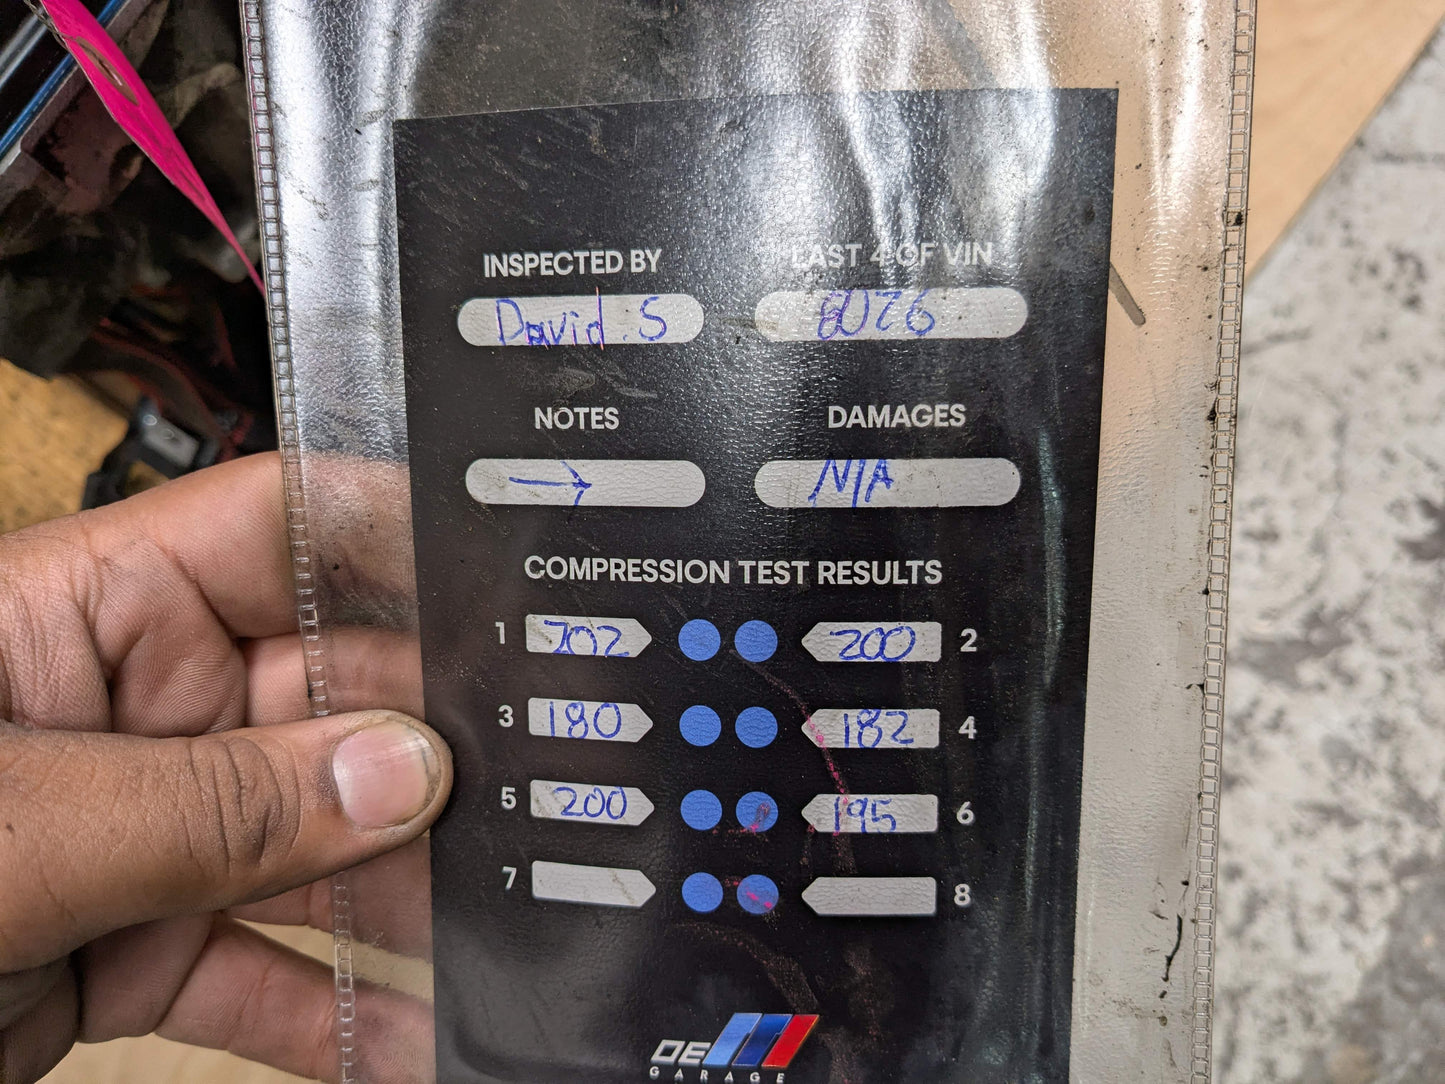 INSPECTED BY LAST 4 OF VIN
David .S 8026
NOTES DAMAGES
→ N/A
COMPRESSION TEST RESULTS
1 202 200 2
3 180 182 4
5 200 195 6
7 8
OE
GARAGE